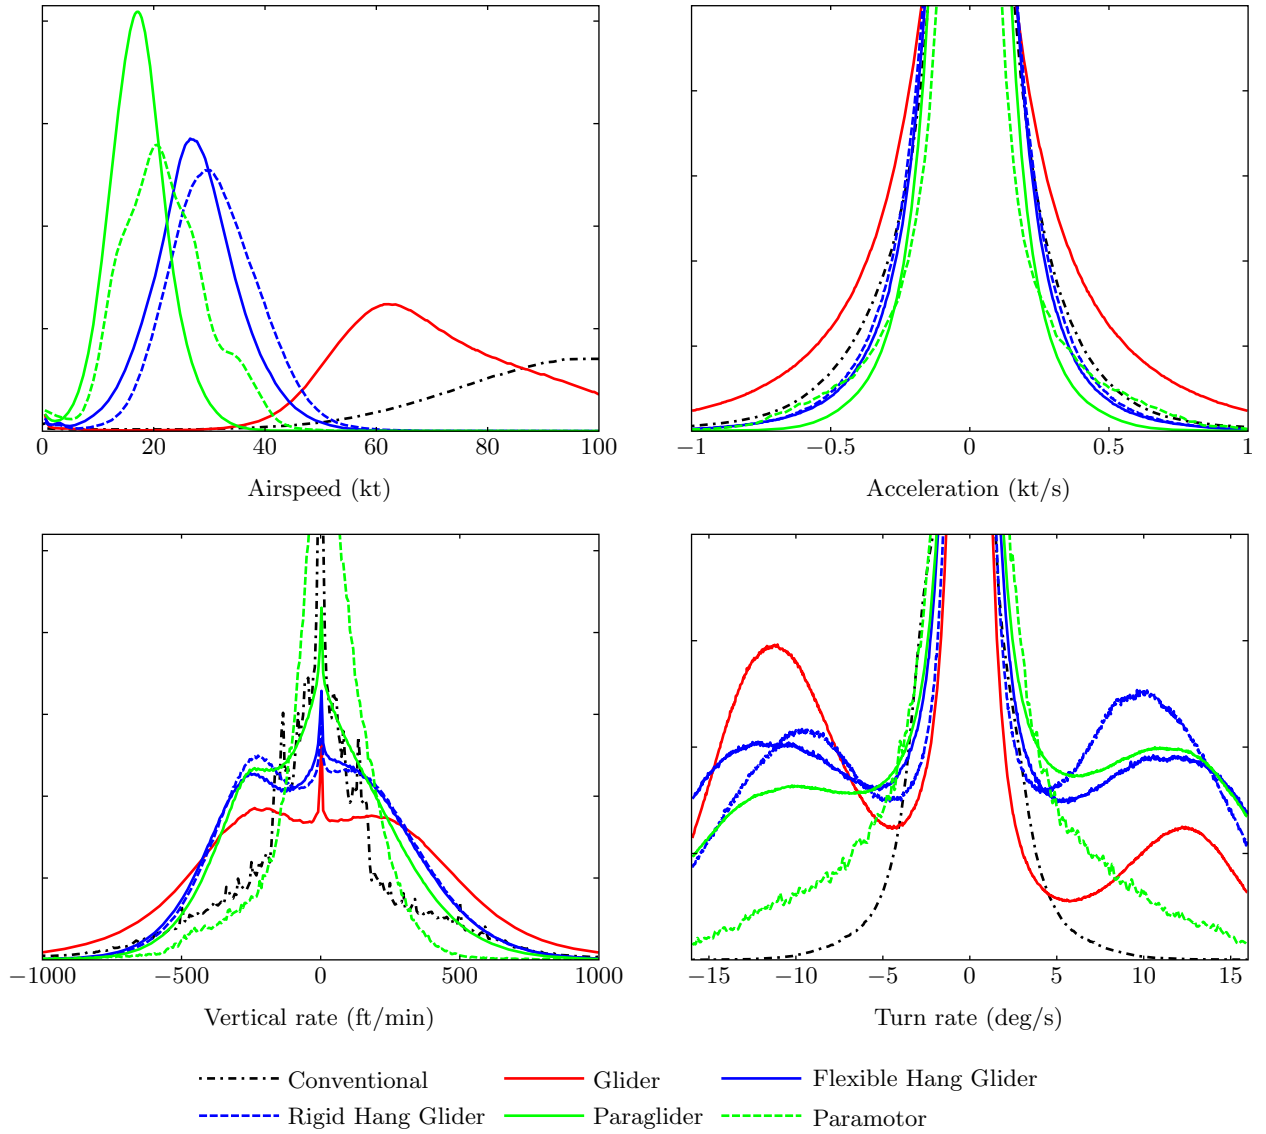 0 20 40 60 80 100
Airspeed (kt)
−1 −0.5 0 0.5 1
Acceleration (kt/s)
−1000 −500 0 500 1000
Vertical rate (ft/min)
−15 −10 −5 0 5 10 15
Turn rate (deg/s)
Conventional Glider Flexible Hang Glider
Rigid Hang Glider Paraglider Paramotor